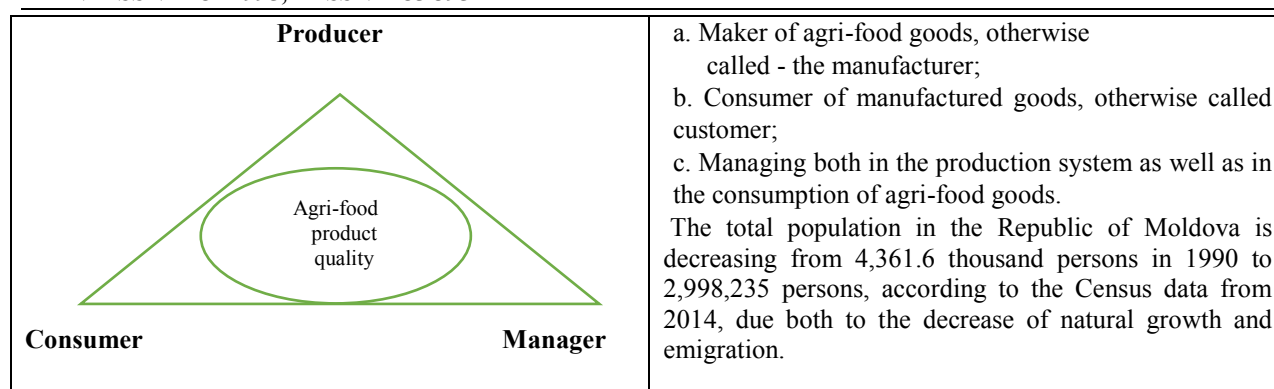 Producer
Agri-food
product
quality
Consumer
Manager
a. Maker of agri-food goods, otherwise
called - the manufacturer;
b. Consumer of manufactured goods, otherwise called
customer;
c. Managing both in the production system as well as in
the consumption of agri-food goods.
The total population in the Republic of Moldova is
decreasing from 4,361.6 thousand persons in 1990 to
2,998,235 persons, according to the Census data from
2014, due both to the decrease of natural growth and
emigration.